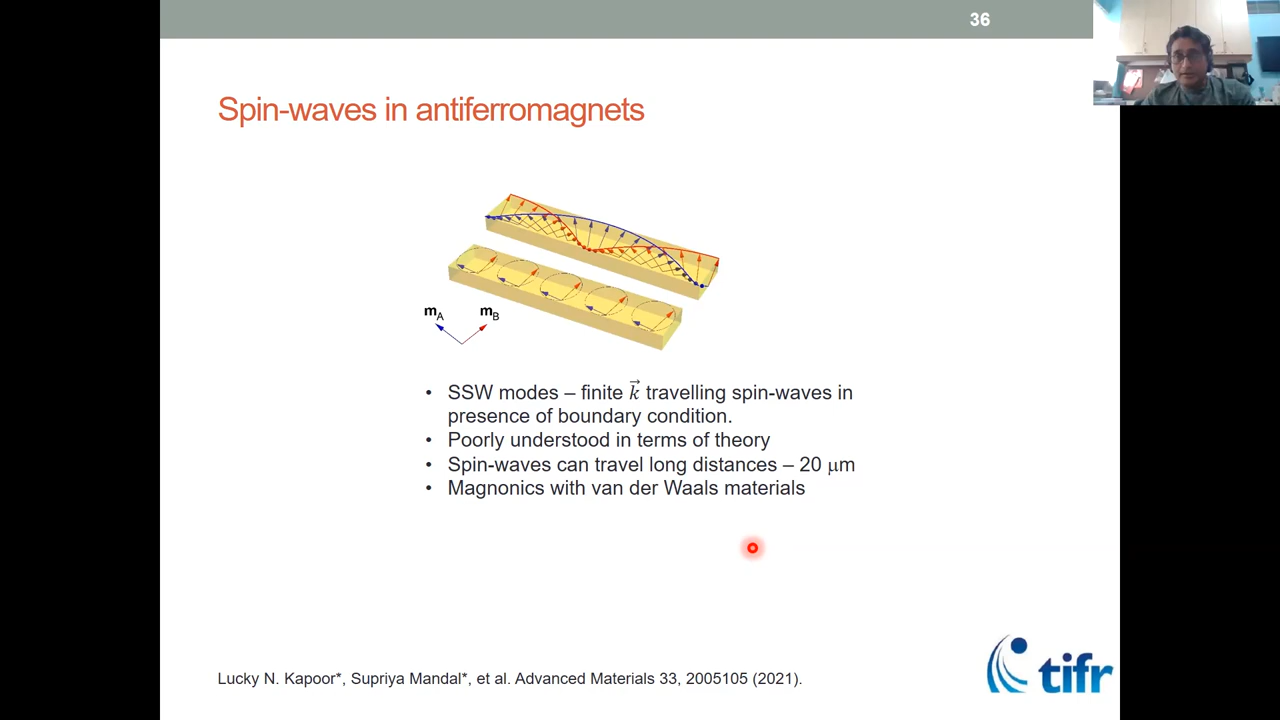 36
Spin-waves in antiferromagnets
mA
mB
• SSW modes – finite k⃗ travelling spin-waves in
presence of boundary condition.
• Poorly understood in terms of theory
• Spin-waves can travel long distances – 20 μm
• Magnonics with van der Waals materials
Lucky N. Kapoor*, Supriya Mandal*, et al. Advanced Materials 33, 2005105 (2021).
tifr